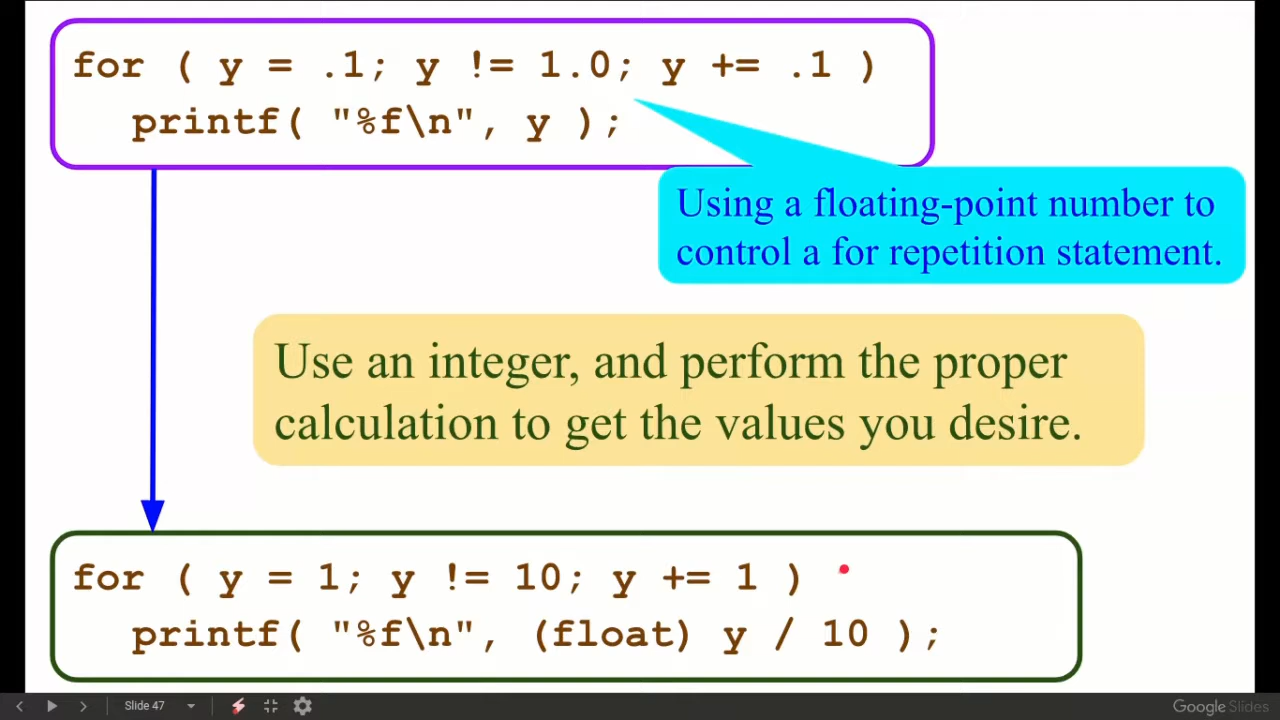 for ( y = .1; y != 1.0; y += .1 )
printf( "%f\n", y );
Using a floating-point number to
control a for repetition statement.
Use an integer, and perform the proper
calculation to get the values you desire.
for ( y = 1; y != 10; y += 1 )
printf( "%f\n", (float) y / 10 );
Slide 47
Google Slides